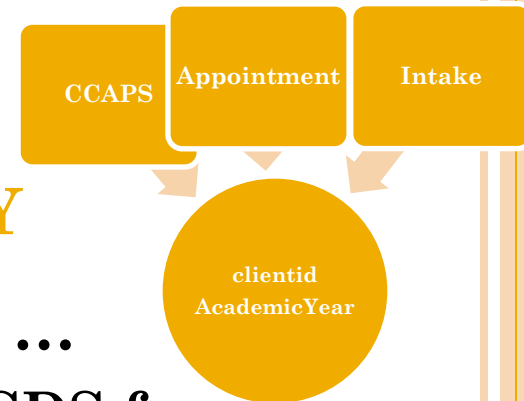 CCAPS
Appointment
Intake
Y
clientid
AcademicYear
...